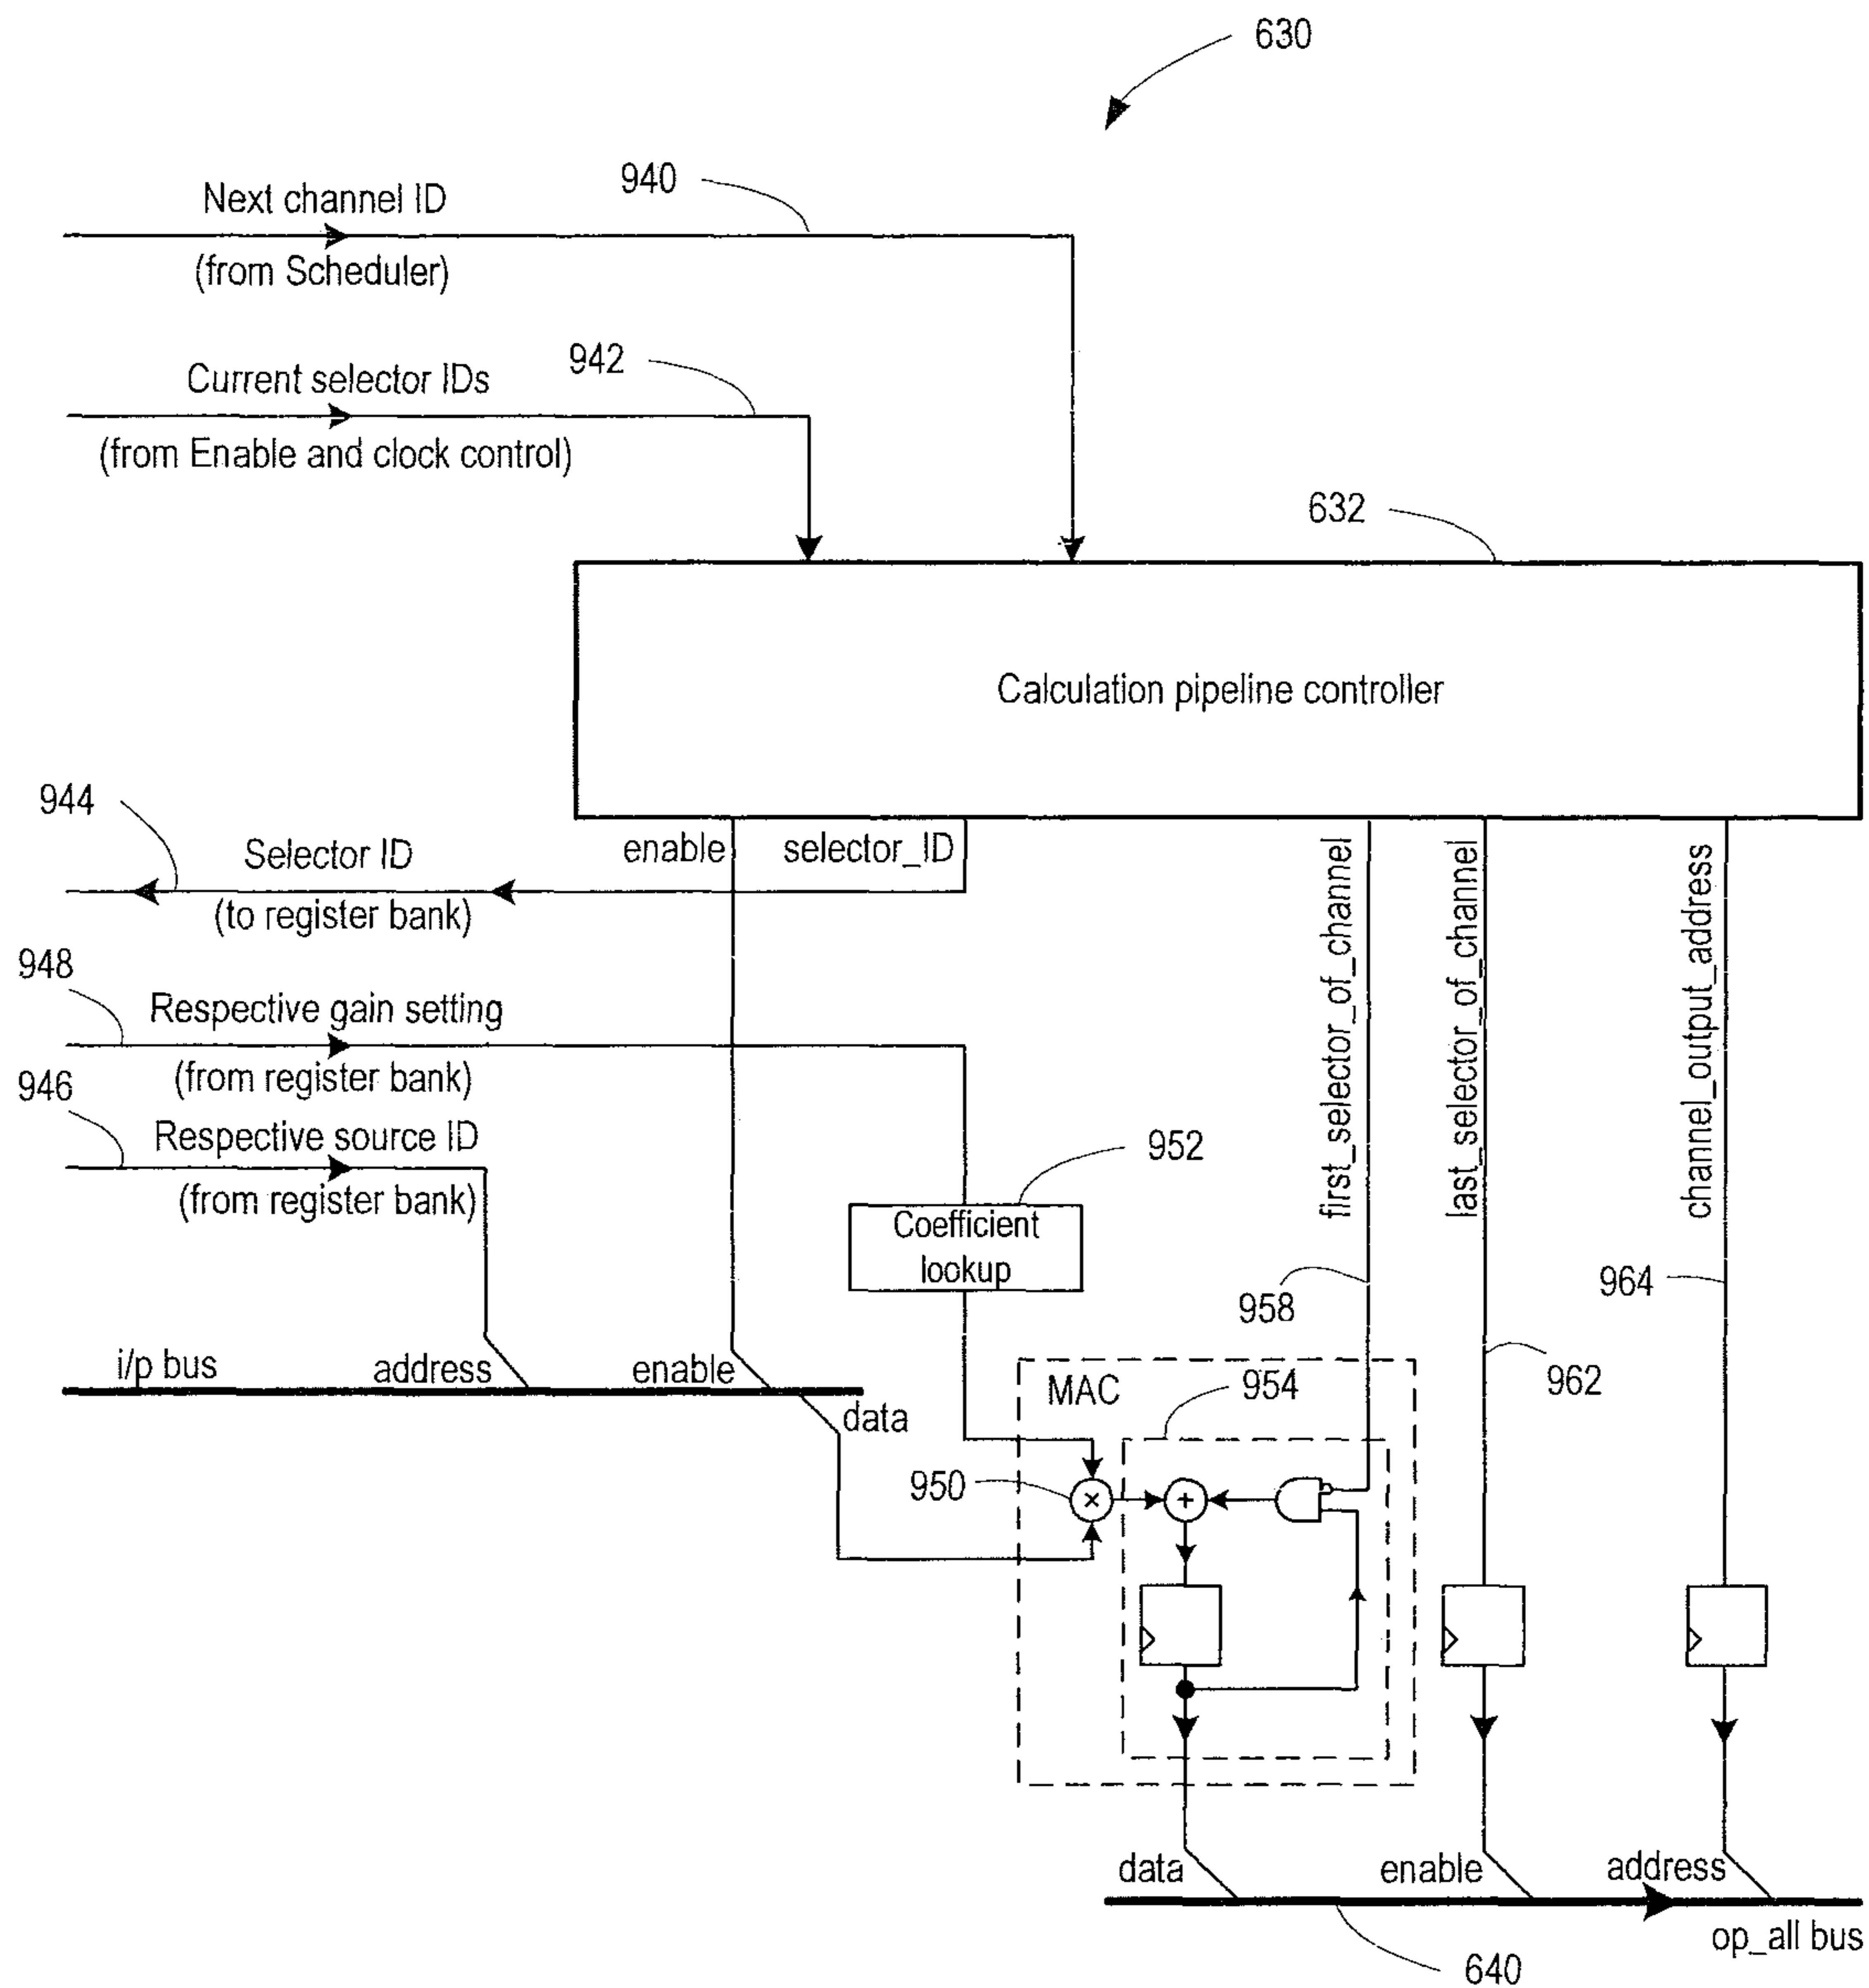 630
940
Next channel ID
(from Scheduler)
942
Current selector IDs
(from Enable and clock control)
632
Calculation pipeline controller
944
Selector ID
(to register bank)
enable
selector_ID
first_selector_of_channel
last_selector_of_channel
channel_output_address
948
Respective gain setting
(from register bank)
946
Respective source ID
(from register bank)
952
Coefficient
lookup
958
964
962
i/p bus
address
enable
data
MAC
954
950
×
+
data
enable
address
op_all bus
640